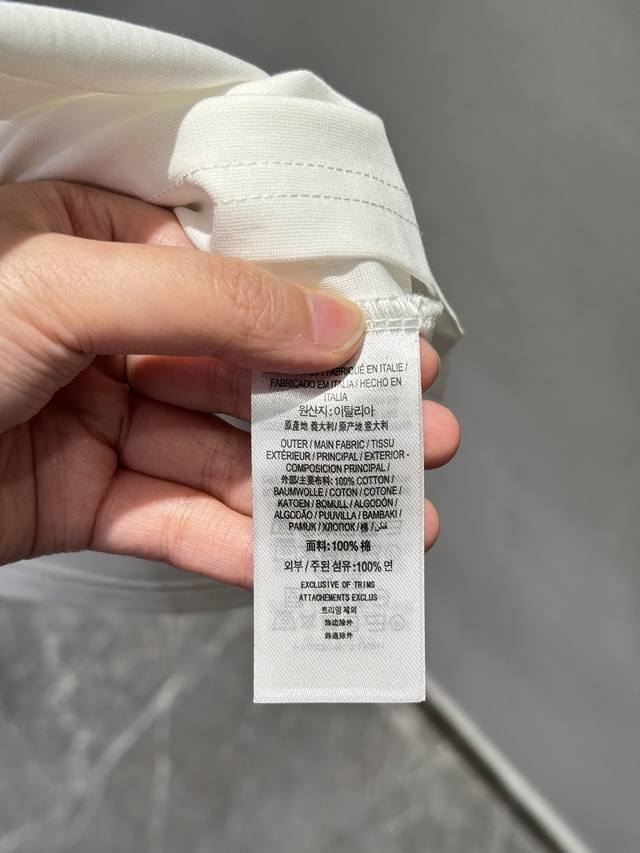 FABRIQUÉ EN ITALIE /
FABRICADO EM ITALIA / HECHO EN
ITALIA
원산지:이탈리아
原產地 義大利/原产地 意大利
OUTER / MAIN FABRIC / TISSU
EXTÉRIEUR / PRINCIPAL / EXTERIOR -
COMPOSICION PRINCIPAL /
外部/主要布料: 100% COTTON /
BAUMWOLLE / COTON / COTONE /
KATOEN / BOMULL / ALGODÓN /
ALGODÃO / PUUVILLA / BAMBAKI /
PAMUK / ХЛОПОК / 棉 / قطن
面料:100% 棉
외부 / 주된 섬유:100% 면
EXCLUSIVE OF TRIMS
ATTACHEMENTS EXCLUS
트리밍 제외
饰边除外